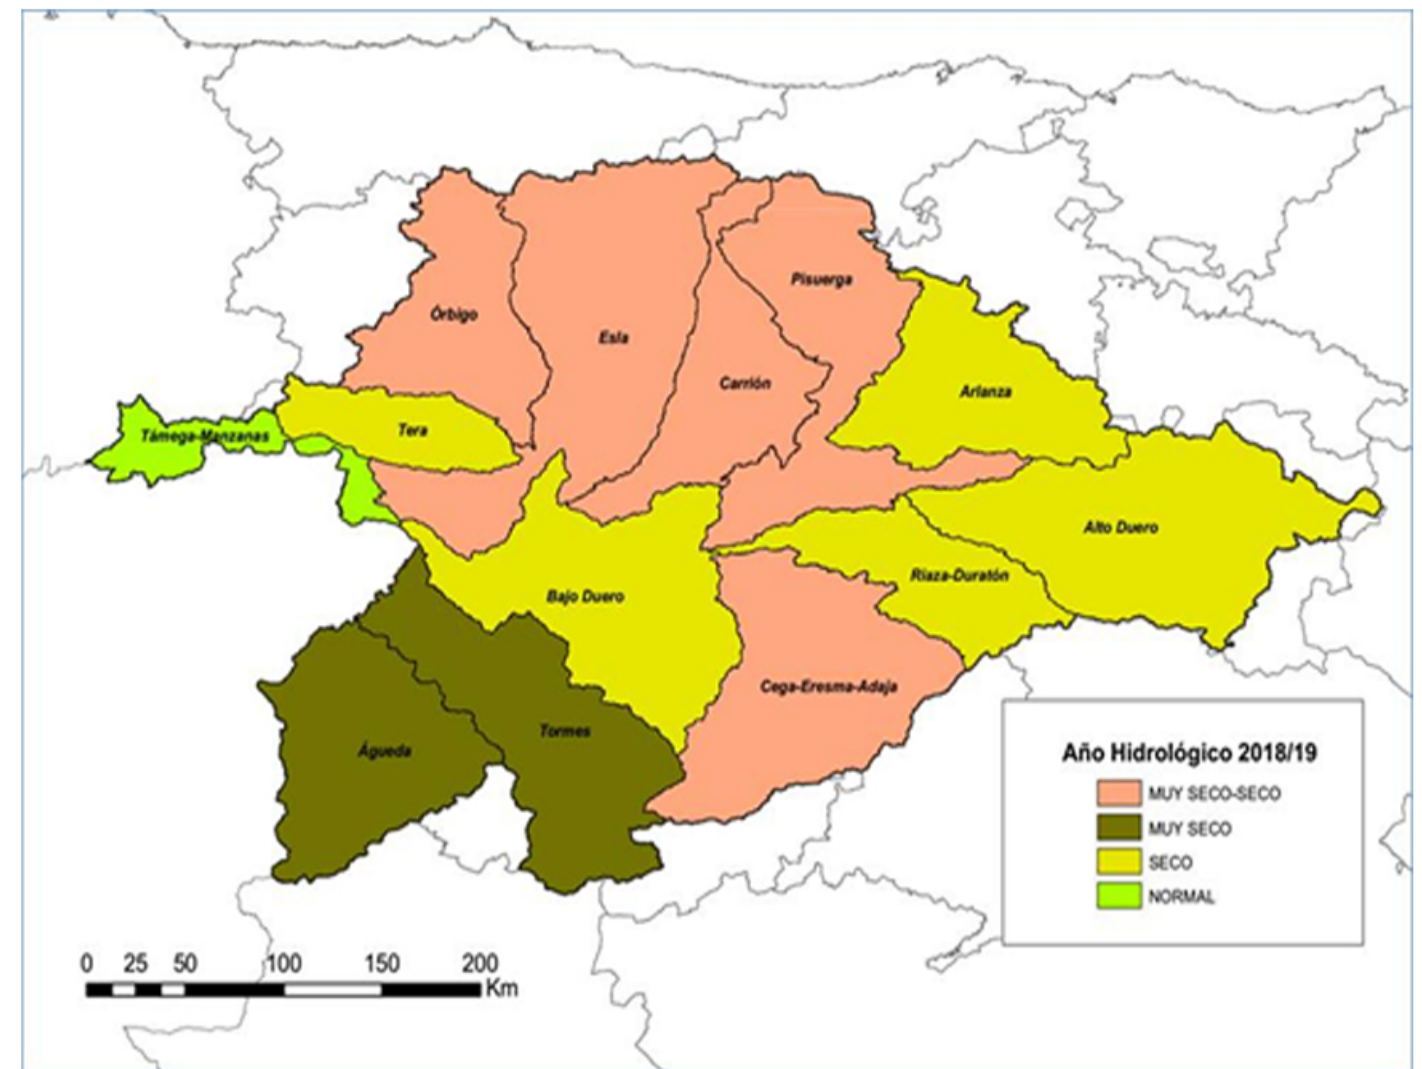 Pisuerga
Órbigo
Esla
Carrión
Arlanza
Tera
Támega-Manzanas
Alto Duero
Riaza-Duratón
Bajo Duero
Cega-Eresma-Adaja
Tormes
Águeda
Año Hidrológico 2018/19
MUY SECO-SECO
MUY SECO
SECO
NORMAL
0 25 50 100 150 200
Km